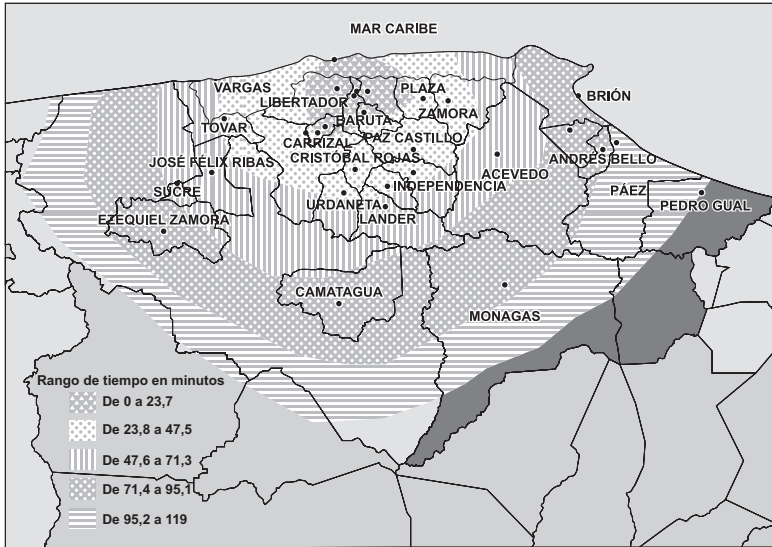 MAR CARIBE
VARGAS
PLAZA
BRIÓN
LIBERTADOR
ZAMORA
TOVAR
BARUTA
PAZ CASTILLO
CARRIZAL
CRISTÓBAL ROJAS
ANDRÉS BELLO
JOSÉ FÉLIX RIBAS
ACEVEDO
SUCRE
INDEPENDENCIA
PÁEZ
URDANETA
PEDRO GUAL
EZEQUIEL ZAMORA
LANDER
CAMATAGUA
MONAGAS
Rango de tiempo en minutos
De 0 a 23,7
De 23,8 a 47,5
De 47,6 a 71,3
De 71,4 a 95,1
De 95,2 a 119